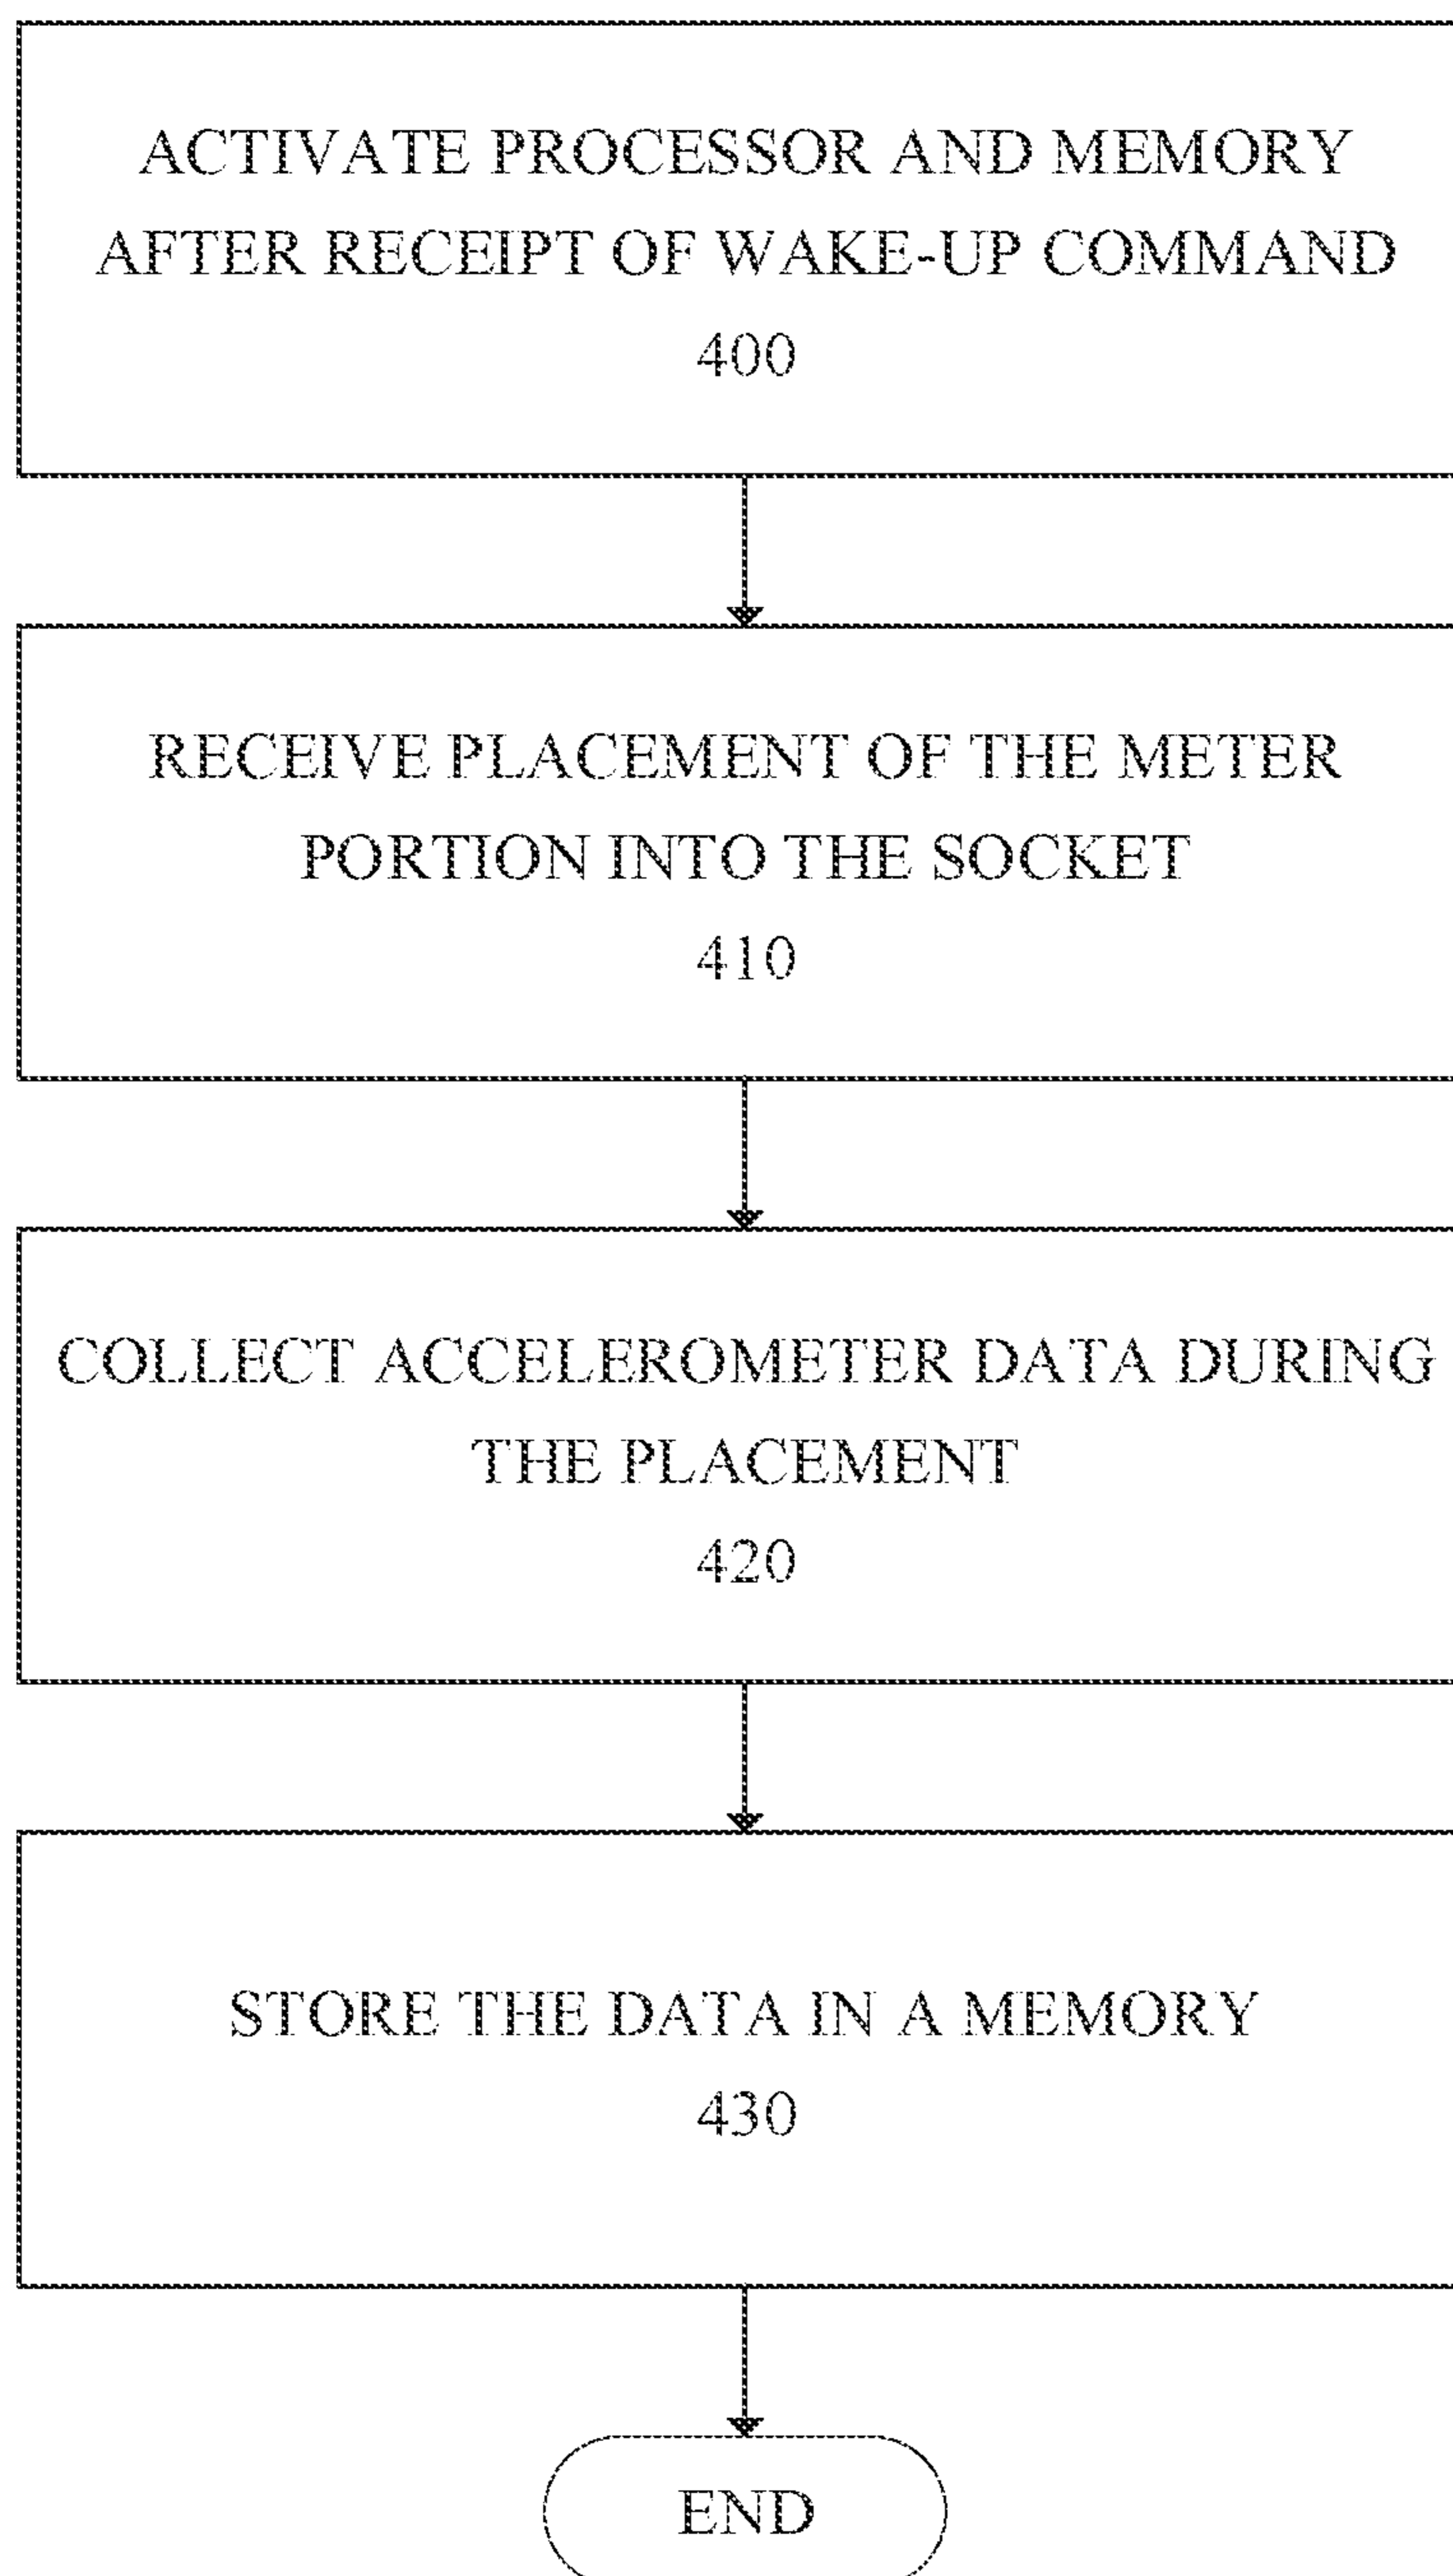 ACTIVATE PROCESSOR AND MEMORY
AFTER RECEIPT OF WAKE-UP COMMAND
400
RECEIVE PLACEMENT OF THE METER
PORTION INTO THE SOCKET
410
COLLECT ACCELEROMETER DATA DURING
THE PLACEMENT
420
STORE THE DATA IN A MEMORY
430
END